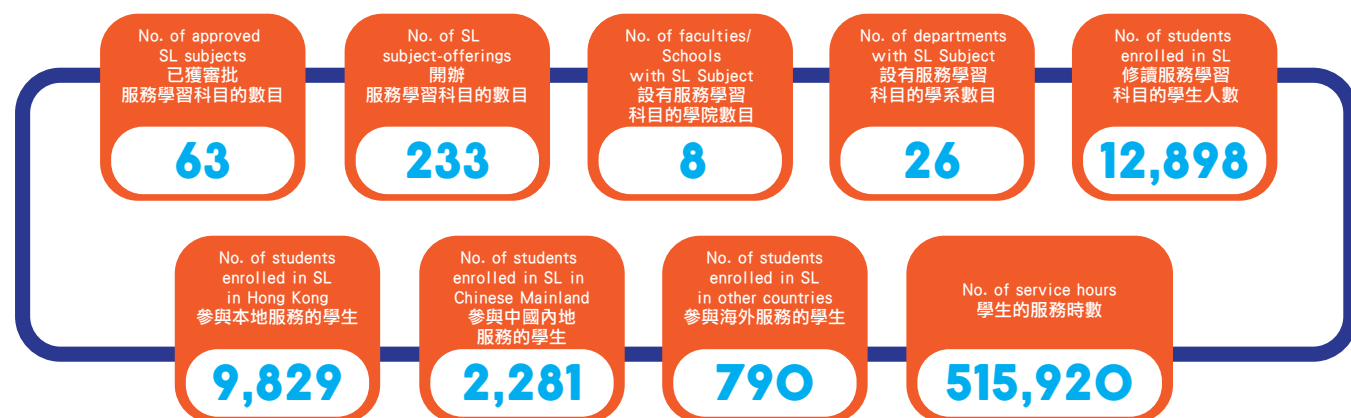 No. of approved
SL subjects
已獲審批
服務學習科目的數目
63
No. of SL
subject-offerings
開辦
服務學習科目的數目
233
No. of faculties/
Schools
with SL Subject
設有服務學習
科目的學院數目
8
No. of departments
with SL Subject
設有服務學習
科目的學系數目
26
No. of students
enrolled in SL
修讀服務學習
科目的學生人數
12,898
No. of students
enrolled in SL
in Hong Kong
參與本地服務的學生
9,829
No. of students
enrolled in SL in
Chinese Mainland
參與中國內地
服務的學生
2,281
No. of students
enrolled in SL
in other countries
參與海外服務的學生
790
No. of service hours
學生的服務時數
515,920